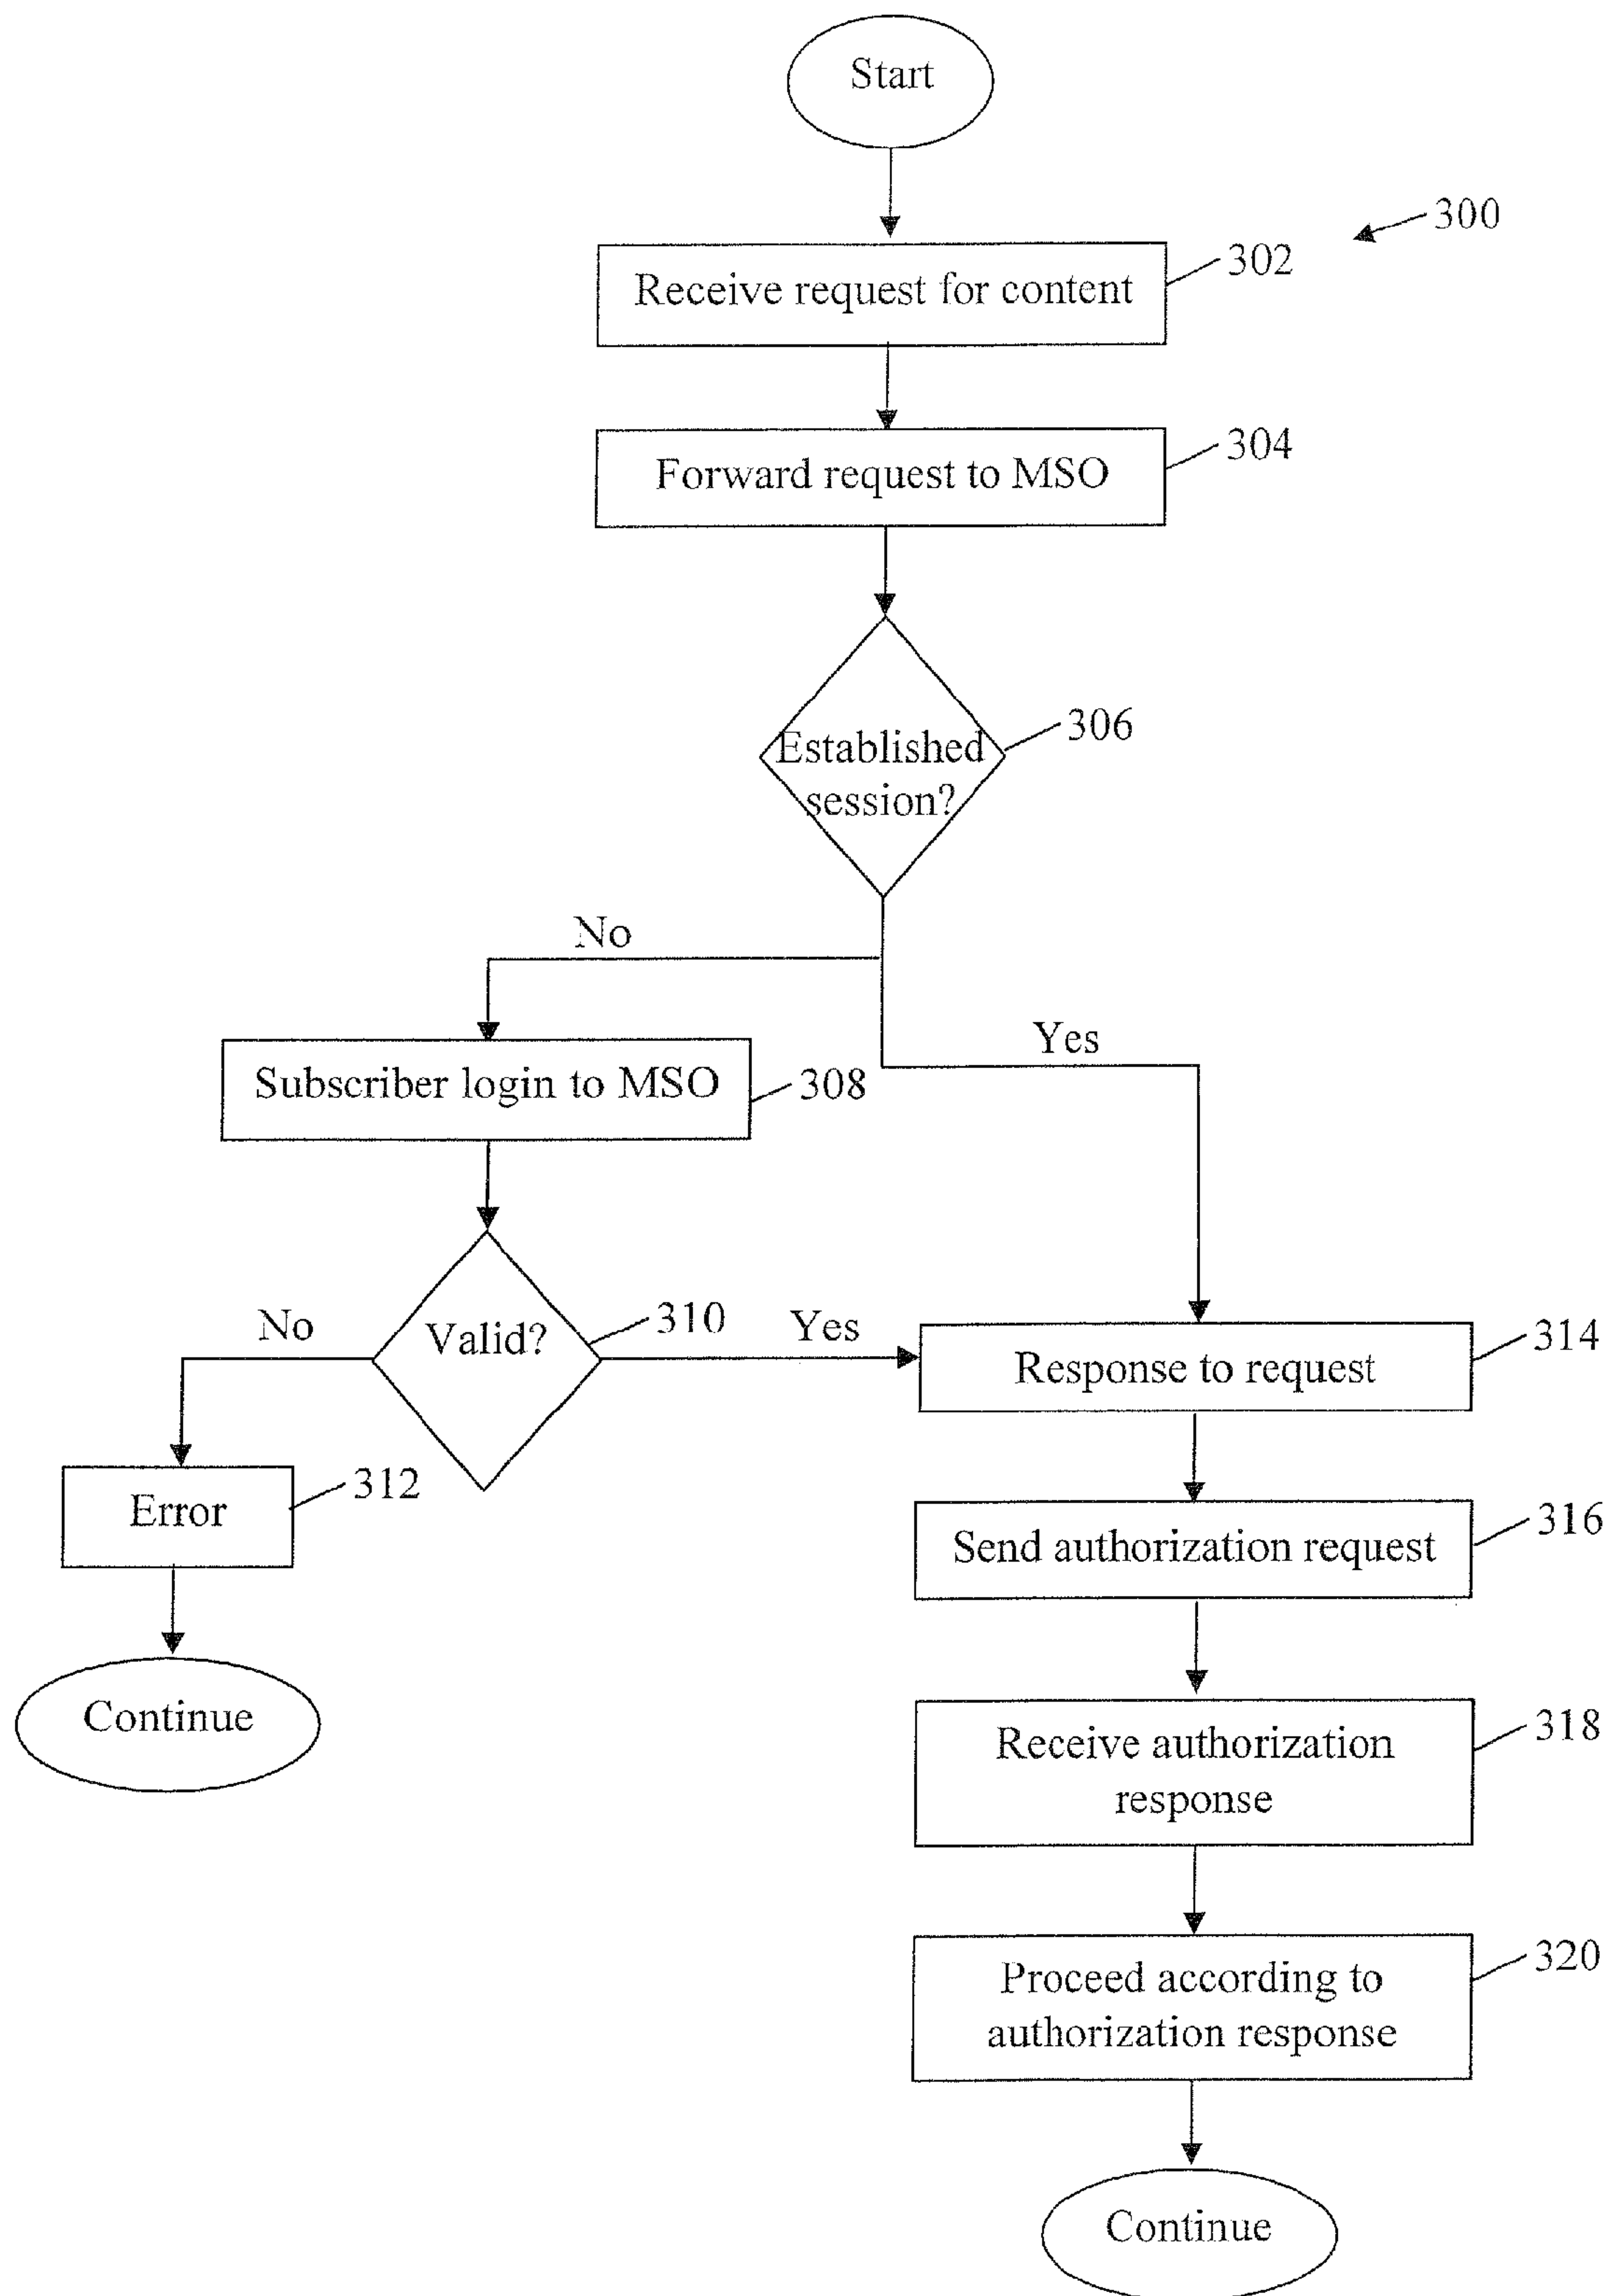 Start
300
302
Receive request for content
304
Forward request to MSO
306
Established
session?
No
Yes
Subscriber login to MSO
308
No
Valid?
310
Yes
314
Response to request
312
Error
316
Send authorization request
Continue
318
Receive authorization
response
320
Proceed according to
authorization response
Continue